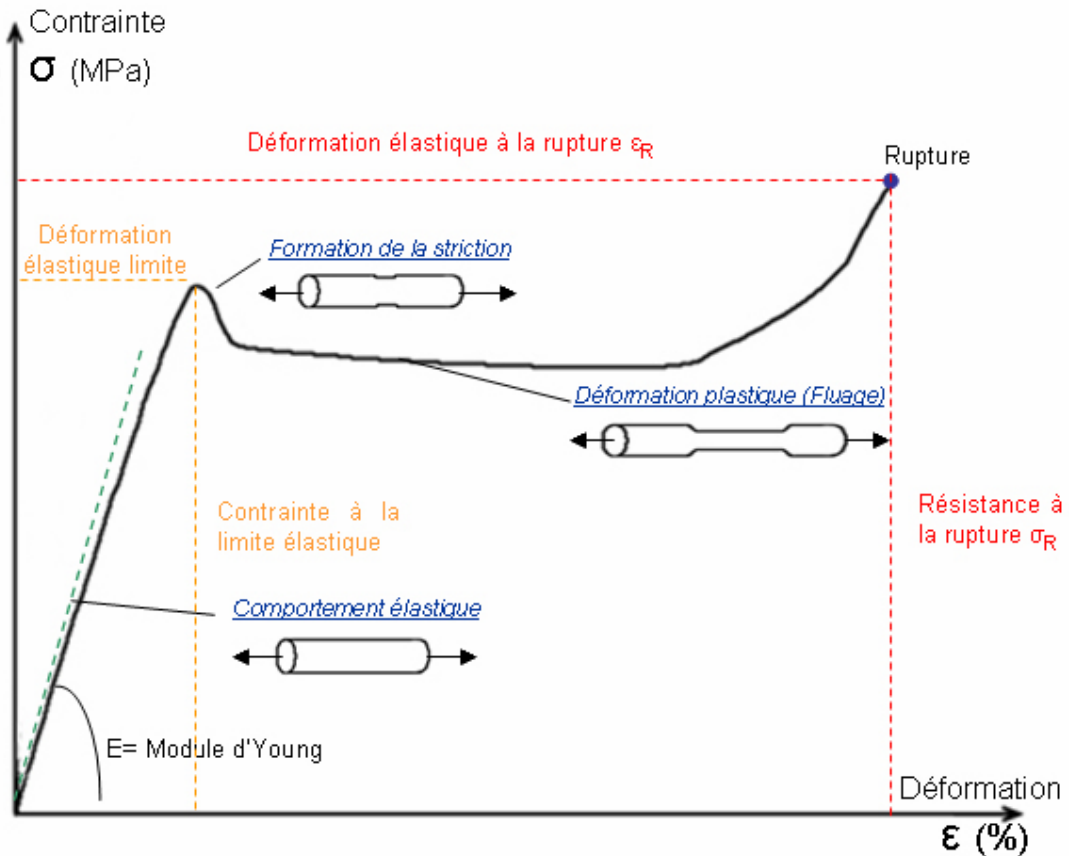 Contrainte
σ (MPa)
Déformation élastique à la rupture εR
Rupture
Déformation
élastique limite
Formation de la striction
Déformation plastique (Fluage)
Contrainte à la
limite élastique
Résistance à
la rupture σR
Comportement élastique
E= Module d'Young
Déformation
ε (%)